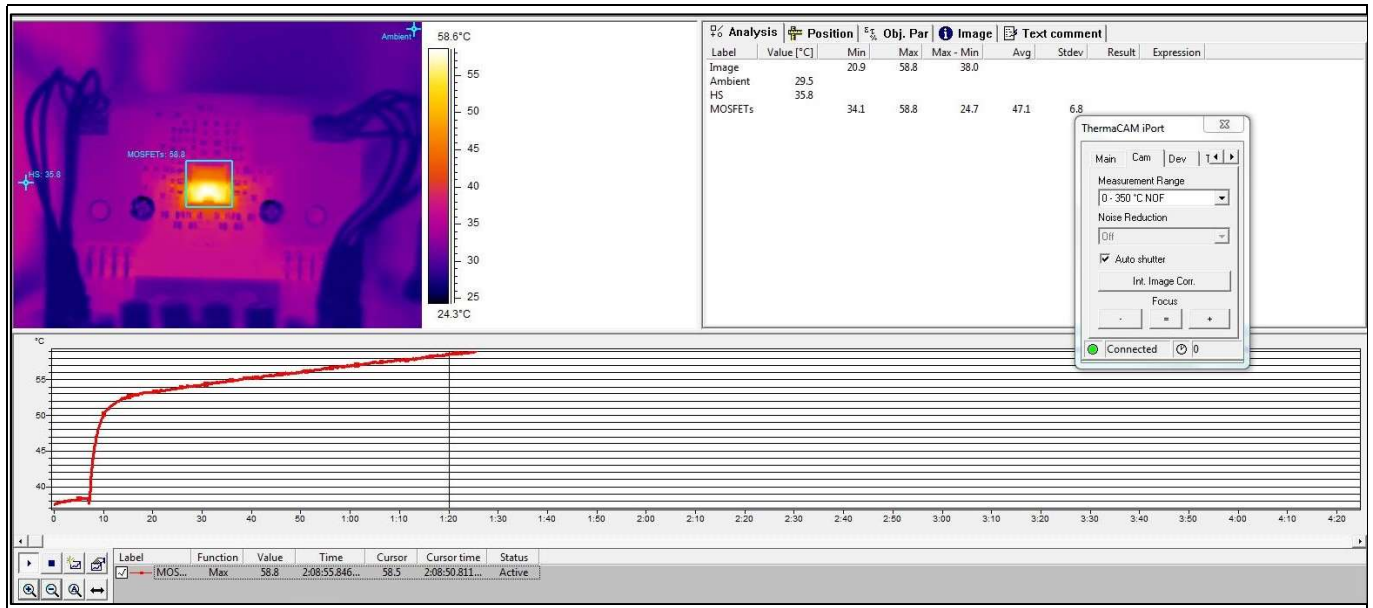 Ambient
MOSFETs: 58.8
HS: 35.8
58.6°C
55
50
45
40
35
30
25
24.3°C
Analysis Position Obj. Par Image Text comment
Label Value [°C] Min Max Max - Min Avg Stdev Result Expression
Image 20.9 58.8 38.0
Ambient 29.5
HS 35.8
MOSFETs 34.1 58.8 24.7 47.1 6.8
ThermaCAM iPort
Main Cam Dev
Measurement Range
0 - 350 °C NOF
Noise Reduction
Off
Auto shutter
Int. Image Corr.
Focus
- = +
Connected 0
°C
55
50
45
40
0 10 20 30 40 50 1:00 1:10 1:20 1:30 1:40 1:50 2:00 2:10 2:20 2:30 2:40 2:50 3:00 3:10 3:20 3:30 3:40 3:50 4:00 4:10 4:20
Label Function Value Time Cursor Cursor time Status
MOS... Max 58.8 2:08:55.846... 58.5 2:08:50.811... Active